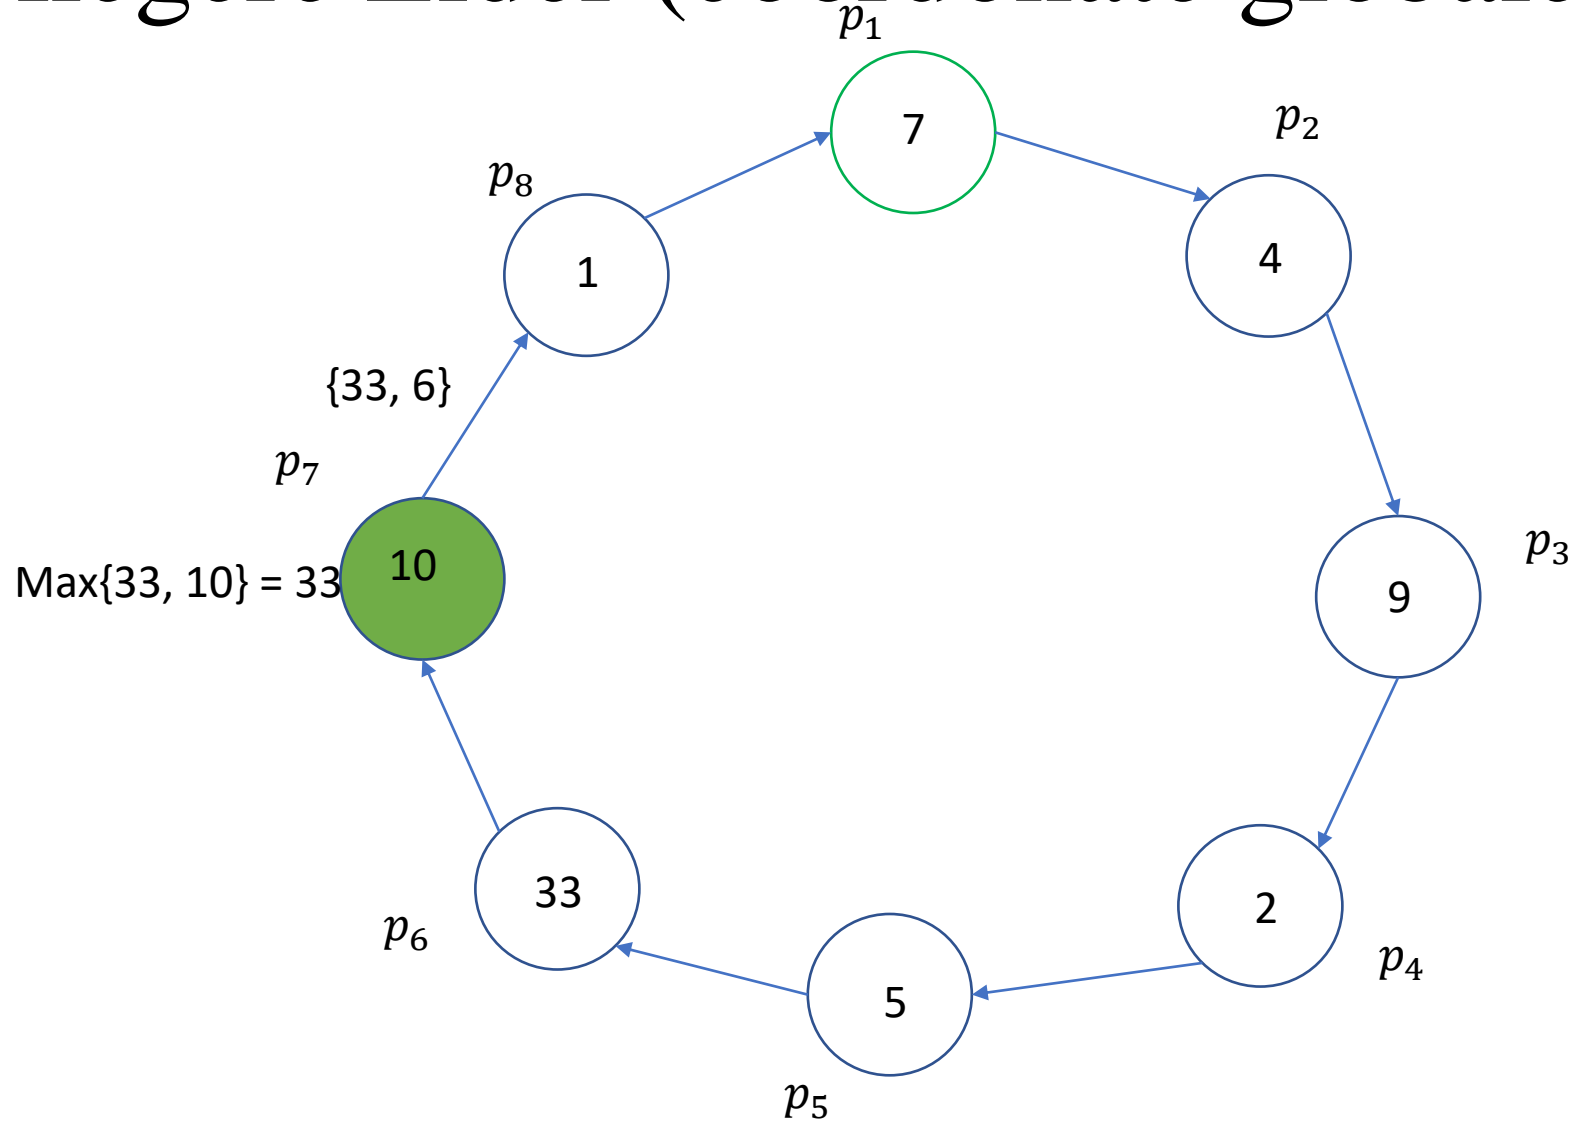 p₁
7
p₂
4
p₈
1
{33, 6}
p₇
10
Max{33, 10} = 33
p₃
9
33
p₆
2
p₄
5
p₅